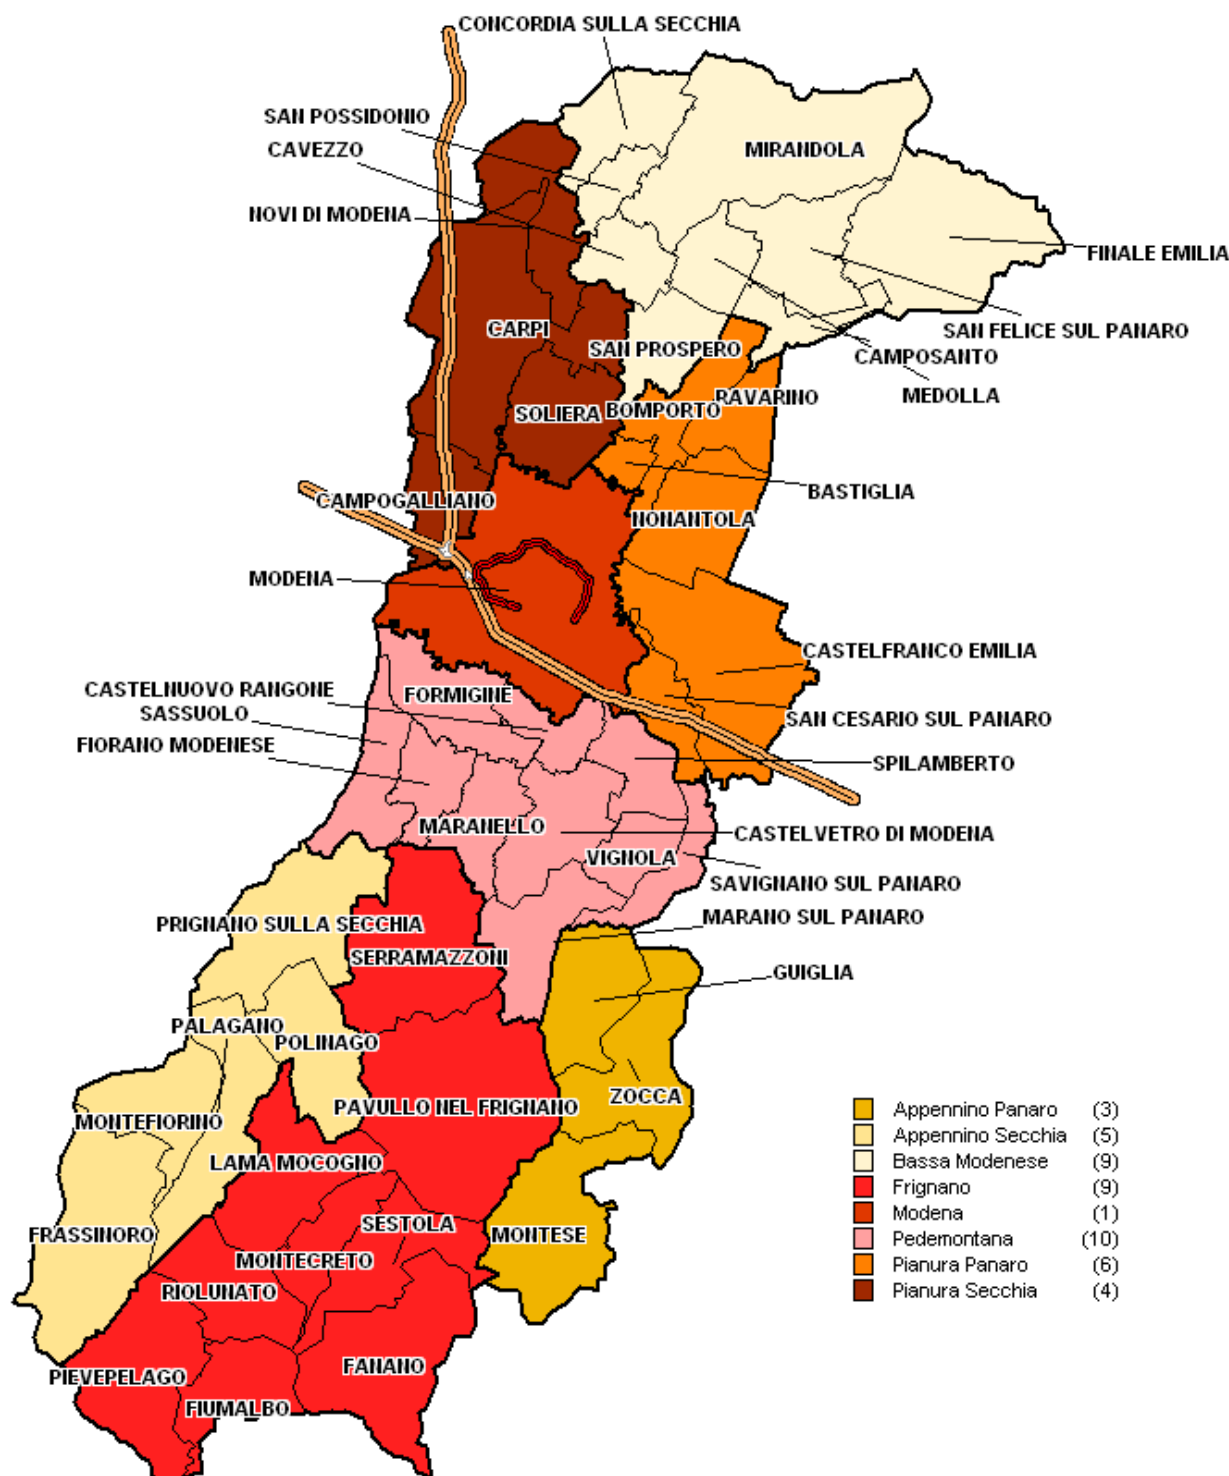 CONCORDIA SULLA SECCHIA
SAN POSSIDONIO
CAVEZZO
MIRANDOLA
NOVI DI MODENA
FINALE EMILIA
CARPI
SAN FELICE SUL PANARO
SAN PROSPERO
CAMPOSANTO
MEDOLLA
RAVARINO
BOMPORTO
SOLIERA
BASTIGLIA
CAMPOGALLIANO
NONANTOLA
MODENA
CASTELFRANCO EMILIA
CASTELNUOVO RANGONE
FORMIGINE
SASSUOLO
SAN CESARIO SUL PANARO
FIORANO MODENESE
SPILAMBERTO
MARANELLO
CASTELVETRO DI MODENA
VIGNOLA
SAVIGNANO SUL PANARO
MARANO SUL PANARO
PRIGNANO SULLA SECCHIA
SERRAMAZZONI
GUIGLIA
PALAGANO
POLINAGO
ZOCCA
PAVULLO NEL FRIGNANO
MONTEFIORINO
LAMA MOCOGNO
SESTOLA
FRASSINORO
MONTESE
MONTECRETO
RIOLUNATO
FANANO
PIEVEPELAGO
FIUMALBO
Appennino Panaro (3)
Appennino Secchia (5)
Bassa Modenese (9)
Frignano (9)
Modena (1)
Pedemontana (10)
Pianura Panaro (6)
Pianura Secchia (4)